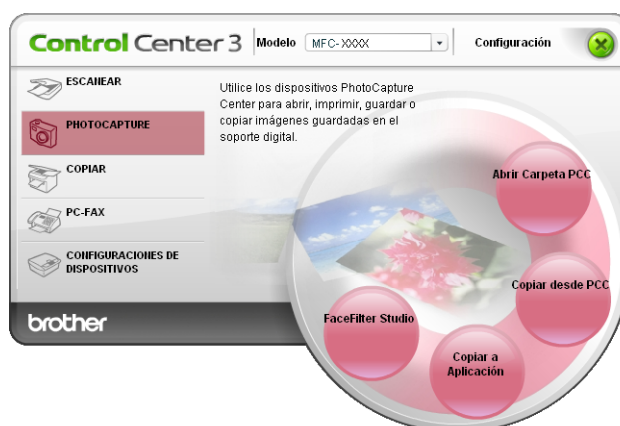 Control Center 3 Modelo MFC-XXXX Configuración
ESCANEAR
PHOTOCAPTURE
COPIAR
PC-FAX
CONFIGURACIONES DE
DISPOSITIVOS
Utilice los dispositivos PhotoCapture
Center para abrir, imprimir, guardar o
copiar imágenes guardadas en el
soporte digital.
Abrir Carpeta PCC
Copiar desde PCC
FaceFilter Studio
Copiar a
Aplicación
brother